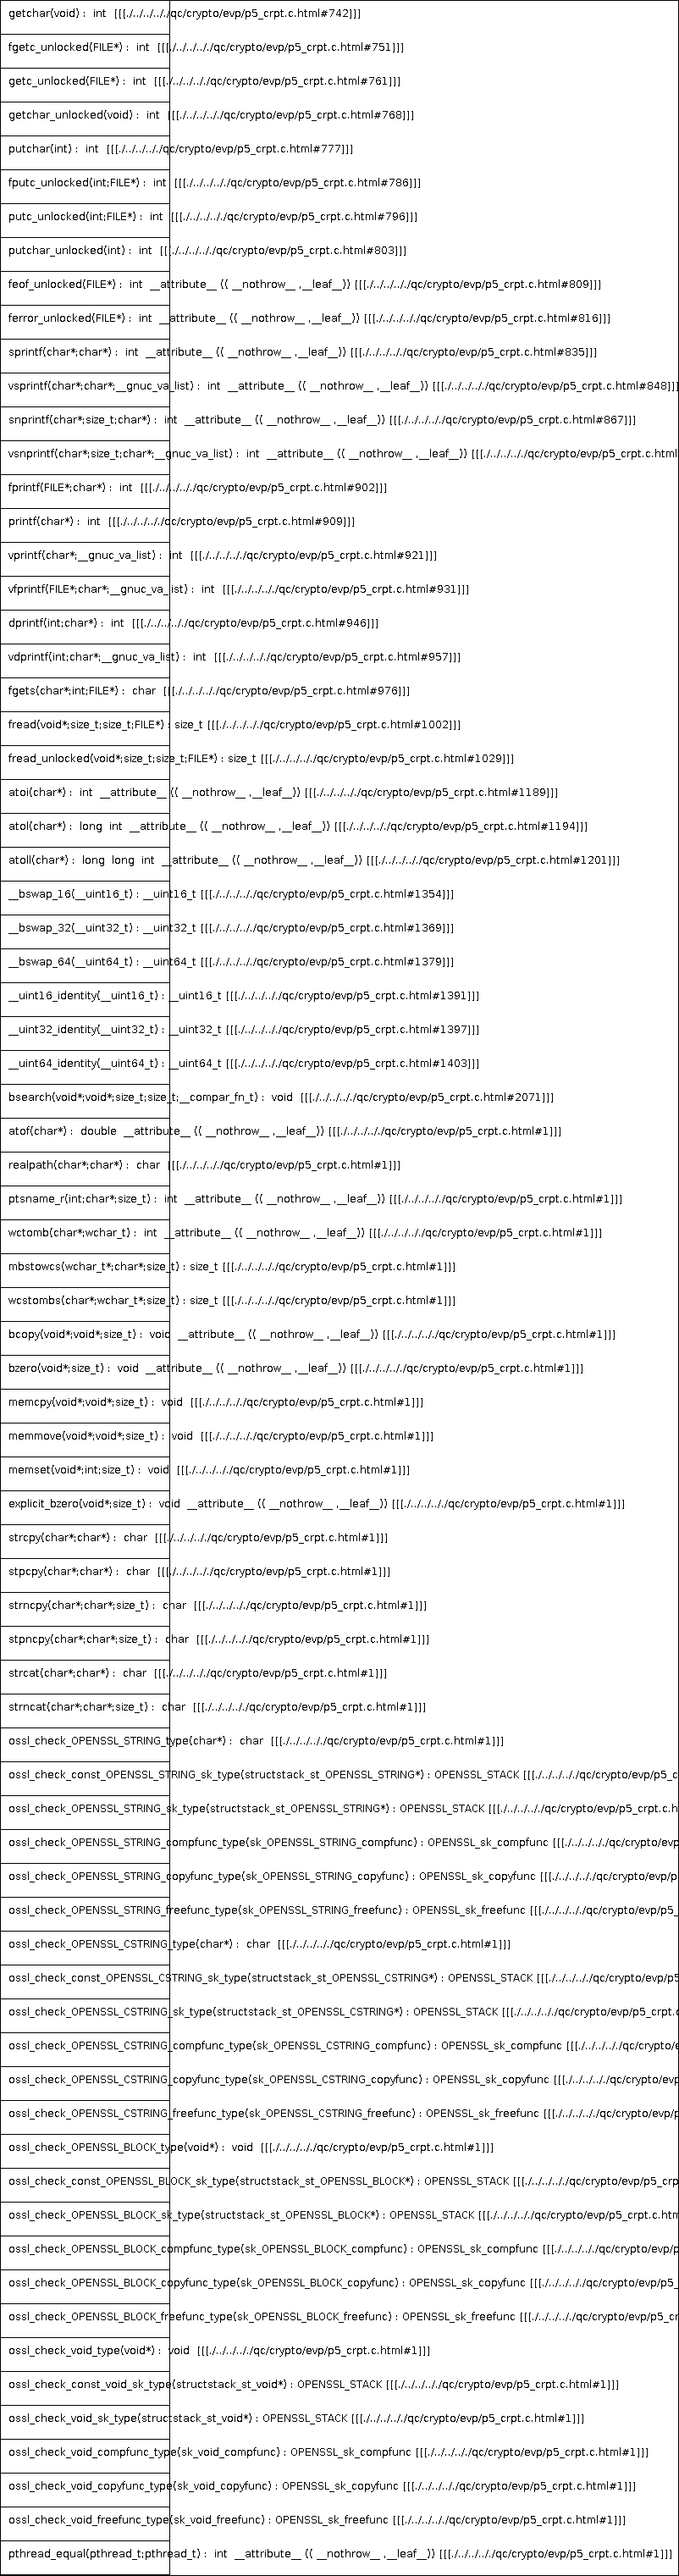 getchar(void) :  int  [[[./../../../../qc/crypto/evp/p5_crpt.c.html#742]]]
fgetc_unlocked(FILE*) :  int  [[[./../../../../qc/crypto/evp/p5_crpt.c.html#751]]]
getc_unlocked(FILE*) :  int  [[[./../../../../qc/crypto/evp/p5_crpt.c.html#761]]]
getchar_unlocked(void) :  int  [[[./../../../../qc/crypto/evp/p5_crpt.c.html#768]]]
putchar(int) :  int  [[[./../../../../qc/crypto/evp/p5_crpt.c.html#777]]]
fputc_unlocked(int;FILE*) :  int  [[[./../../../../qc/crypto/evp/p5_crpt.c.html#786]]]
putc_unlocked(int;FILE*) :  int  [[[./../../../../qc/crypto/evp/p5_crpt.c.html#796]]]
putchar_unlocked(int) :  int  [[[./../../../../qc/crypto/evp/p5_crpt.c.html#803]]]
feof_unlocked(FILE*) :  int  __attribute__ (( __nothrow__ ,__leaf__)) [[[./../../../../qc/crypto/evp/p5_crpt.c.html#809]]]
ferror_unlocked(FILE*) :  int  __attribute__ (( __nothrow__ ,__leaf__)) [[[./../../../../qc/crypto/evp/p5_crpt.c.html#816]]]
sprintf(char*;char*) :  int  __attribute__ (( __nothrow__ ,__leaf__)) [[[./../../../../qc/crypto/evp/p5_crpt.c.html#835]]]
vsprintf(char*;char*;__gnuc_va_list) :  int  __attribute__ (( __nothrow__ ,__leaf__)) [[[./../../../../qc/crypto/evp/p5_crpt.c.html#848]]]
snprintf(char*;size_t;char*) :  int  __attribute__ (( __nothrow__ ,__leaf__)) [[[./../../../../qc/crypto/evp/p5_crpt.c.html#867]]]
vsnprintf(char*;size_t;char*;__gnuc_va_list) :  int  __attribute__ (( __nothrow__ ,__leaf__)) [[[./../../../../qc/crypto/evp/p5_crpt.c.html
fprintf(FILE*;char*) :  int  [[[./../../../../qc/crypto/evp/p5_crpt.c.html#902]]]
printf(char*) :  int  [[[./../../../../qc/crypto/evp/p5_crpt.c.html#909]]]
vprintf(char*;__gnuc_va_list) :  int  [[[./../../../../qc/crypto/evp/p5_crpt.c.html#921]]]
vfprintf(FILE*;char*;__gnuc_va_list) :  int  [[[./../../../../qc/crypto/evp/p5_crpt.c.html#931]]]
dprintf(int;char*) :  int  [[[./../../../../qc/crypto/evp/p5_crpt.c.html#946]]]
vdprintf(int;char*;__gnuc_va_list) :  int  [[[./../../../../qc/crypto/evp/p5_crpt.c.html#957]]]
fgets(char*;int;FILE*) :  char  [[[./../../../../qc/crypto/evp/p5_crpt.c.html#976]]]
fread(void*;size_t;size_t;FILE*) : size_t [[[./../../../../qc/crypto/evp/p5_crpt.c.html#1002]]]
fread_unlocked(void*;size_t;size_t;FILE*) : size_t [[[./../../../../qc/crypto/evp/p5_crpt.c.html#1029]]]
atoi(char*) :  int  __attribute__ (( __nothrow__ ,__leaf__)) [[[./../../../../qc/crypto/evp/p5_crpt.c.html#1189]]]
atol(char*) :  long  int  __attribute__ (( __nothrow__ ,__leaf__)) [[[./../../../../qc/crypto/evp/p5_crpt.c.html#1194]]]
atoll(char*) :  long  long  int  __attribute__ (( __nothrow__ ,__leaf__)) [[[./../../../../qc/crypto/evp/p5_crpt.c.html#1201]]]
__bswap_16(__uint16_t) : __uint16_t [[[./../../../../qc/crypto/evp/p5_crpt.c.html#1354]]]
__bswap_32(__uint32_t) : __uint32_t [[[./../../../../qc/crypto/evp/p5_crpt.c.html#1369]]]
__bswap_64(__uint64_t) : __uint64_t [[[./../../../../qc/crypto/evp/p5_crpt.c.html#1379]]]
__uint16_identity(__uint16_t) : __uint16_t [[[./../../../../qc/crypto/evp/p5_crpt.c.html#1391]]]
__uint32_identity(__uint32_t) : __uint32_t [[[./../../../../qc/crypto/evp/p5_crpt.c.html#1397]]]
__uint64_identity(__uint64_t) : __uint64_t [[[./../../../../qc/crypto/evp/p5_crpt.c.html#1403]]]
bsearch(void*;void*;size_t;size_t;__compar_fn_t) :  void  [[[./../../../../qc/crypto/evp/p5_crpt.c.html#2071]]]
atof(char*) :  double  __attribute__ (( __nothrow__ ,__leaf__)) [[[./../../../../qc/crypto/evp/p5_crpt.c.html#1]]]
realpath(char*;char*) :  char  [[[./../../../../qc/crypto/evp/p5_crpt.c.html#1]]]
ptsname_r(int;char*;size_t) :  int  __attribute__ (( __nothrow__ ,__leaf__)) [[[./../../../../qc/crypto/evp/p5_crpt.c.html#1]]]
wctomb(char*;wchar_t) :  int  __attribute__ (( __nothrow__ ,__leaf__)) [[[./../../../../qc/crypto/evp/p5_crpt.c.html#1]]]
mbstowcs(wchar_t*;char*;size_t) : size_t [[[./../../../../qc/crypto/evp/p5_crpt.c.html#1]]]
wcstombs(char*;wchar_t*;size_t) : size_t [[[./../../../../qc/crypto/evp/p5_crpt.c.html#1]]]
bcopy(void*;void*;size_t) :  void  __attribute__ (( __nothrow__ ,__leaf__)) [[[./../../../../qc/crypto/evp/p5_crpt.c.html#1]]]
bzero(void*;size_t) :  void  __attribute__ (( __nothrow__ ,__leaf__)) [[[./../../../../qc/crypto/evp/p5_crpt.c.html#1]]]
memcpy(void*;void*;size_t) :  void  [[[./../../../../qc/crypto/evp/p5_crpt.c.html#1]]]
memmove(void*;void*;size_t) :  void  [[[./../../../../qc/crypto/evp/p5_crpt.c.html#1]]]
memset(void*;int;size_t) :  void  [[[./../../../../qc/crypto/evp/p5_crpt.c.html#1]]]
explicit_bzero(void*;size_t) :  void  __attribute__ (( __nothrow__ ,__leaf__)) [[[./../../../../qc/crypto/evp/p5_crpt.c.html#1]]]
strcpy(char*;char*) :  char  [[[./../../../../qc/crypto/evp/p5_crpt.c.html#1]]]
stpcpy(char*;char*) :  char  [[[./../../../../qc/crypto/evp/p5_crpt.c.html#1]]]
strncpy(char*;char*;size_t) :  char  [[[./../../../../qc/crypto/evp/p5_crpt.c.html#1]]]
stpncpy(char*;char*;size_t) :  char  [[[./../../../../qc/crypto/evp/p5_crpt.c.html#1]]]
strcat(char*;char*) :  char  [[[./../../../../qc/crypto/evp/p5_crpt.c.html#1]]]
strncat(char*;char*;size_t) :  char  [[[./../../../../qc/crypto/evp/p5_crpt.c.html#1]]]
ossl_check_OPENSSL_STRING_type(char*) :  char  [[[./../../../../qc/crypto/evp/p5_crpt.c.html#1]]]
ossl_check_const_OPENSSL_STRING_sk_type(structstack_st_OPENSSL_STRING*) : OPENSSL_STACK [[[./../../../../qc/crypto/evp/p5_c
ossl_check_OPENSSL_STRING_sk_type(structstack_st_OPENSSL_STRING*) : OPENSSL_STACK [[[./../../../../qc/crypto/evp/p5_crpt.c.h
ossl_check_OPENSSL_STRING_compfunc_type(sk_OPENSSL_STRING_compfunc) : OPENSSL_sk_compfunc [[[./../../../../qc/crypto/evp
ossl_check_OPENSSL_STRING_copyfunc_type(sk_OPENSSL_STRING_copyfunc) : OPENSSL_sk_copyfunc [[[./../../../../qc/crypto/evp/p
ossl_check_OPENSSL_STRING_freefunc_type(sk_OPENSSL_STRING_freefunc) : OPENSSL_sk_freefunc [[[./../../../../qc/crypto/evp/p5_
ossl_check_OPENSSL_CSTRING_type(char*) :  char  [[[./../../../../qc/crypto/evp/p5_crpt.c.html#1]]]
ossl_check_const_OPENSSL_CSTRING_sk_type(structstack_st_OPENSSL_CSTRING*) : OPENSSL_STACK [[[./../../../../qc/crypto/evp/p5
ossl_check_OPENSSL_CSTRING_sk_type(structstack_st_OPENSSL_CSTRING*) : OPENSSL_STACK [[[./../../../../qc/crypto/evp/p5_crpt.c
ossl_check_OPENSSL_CSTRING_compfunc_type(sk_OPENSSL_CSTRING_compfunc) : OPENSSL_sk_compfunc [[[./../../../../qc/crypto/e
ossl_check_OPENSSL_CSTRING_copyfunc_type(sk_OPENSSL_CSTRING_copyfunc) : OPENSSL_sk_copyfunc [[[./../../../../qc/crypto/evp
ossl_check_OPENSSL_CSTRING_freefunc_type(sk_OPENSSL_CSTRING_freefunc) : OPENSSL_sk_freefunc [[[./../../../../qc/crypto/evp/p
ossl_check_OPENSSL_BLOCK_type(void*) :  void  [[[./../../../../qc/crypto/evp/p5_crpt.c.html#1]]]
ossl_check_const_OPENSSL_BLOCK_sk_type(structstack_st_OPENSSL_BLOCK*) : OPENSSL_STACK [[[./../../../../qc/crypto/evp/p5_crp
ossl_check_OPENSSL_BLOCK_sk_type(structstack_st_OPENSSL_BLOCK*) : OPENSSL_STACK [[[./../../../../qc/crypto/evp/p5_crpt.c.htm
ossl_check_OPENSSL_BLOCK_compfunc_type(sk_OPENSSL_BLOCK_compfunc) : OPENSSL_sk_compfunc [[[./../../../../qc/crypto/evp/p
ossl_check_OPENSSL_BLOCK_copyfunc_type(sk_OPENSSL_BLOCK_copyfunc) : OPENSSL_sk_copyfunc [[[./../../../../qc/crypto/evp/p5_
ossl_check_OPENSSL_BLOCK_freefunc_type(sk_OPENSSL_BLOCK_freefunc) : OPENSSL_sk_freefunc [[[./../../../../qc/crypto/evp/p5_cr
ossl_check_void_type(void*) :  void  [[[./../../../../qc/crypto/evp/p5_crpt.c.html#1]]]
ossl_check_const_void_sk_type(structstack_st_void*) : OPENSSL_STACK [[[./../../../../qc/crypto/evp/p5_crpt.c.html#1]]]
ossl_check_void_sk_type(structstack_st_void*) : OPENSSL_STACK [[[./../../../../qc/crypto/evp/p5_crpt.c.html#1]]]
ossl_check_void_compfunc_type(sk_void_compfunc) : OPENSSL_sk_compfunc [[[./../../../../qc/crypto/evp/p5_crpt.c.html#1]]]
ossl_check_void_copyfunc_type(sk_void_copyfunc) : OPENSSL_sk_copyfunc [[[./../../../../qc/crypto/evp/p5_crpt.c.html#1]]]
ossl_check_void_freefunc_type(sk_void_freefunc) : OPENSSL_sk_freefunc [[[./../../../../qc/crypto/evp/p5_crpt.c.html#1]]]
pthread_equal(pthread_t;pthread_t) :  int  __attribute__ (( __nothrow__ ,__leaf__)) [[[./../../../../qc/crypto/evp/p5_crpt.c.html#1]]]